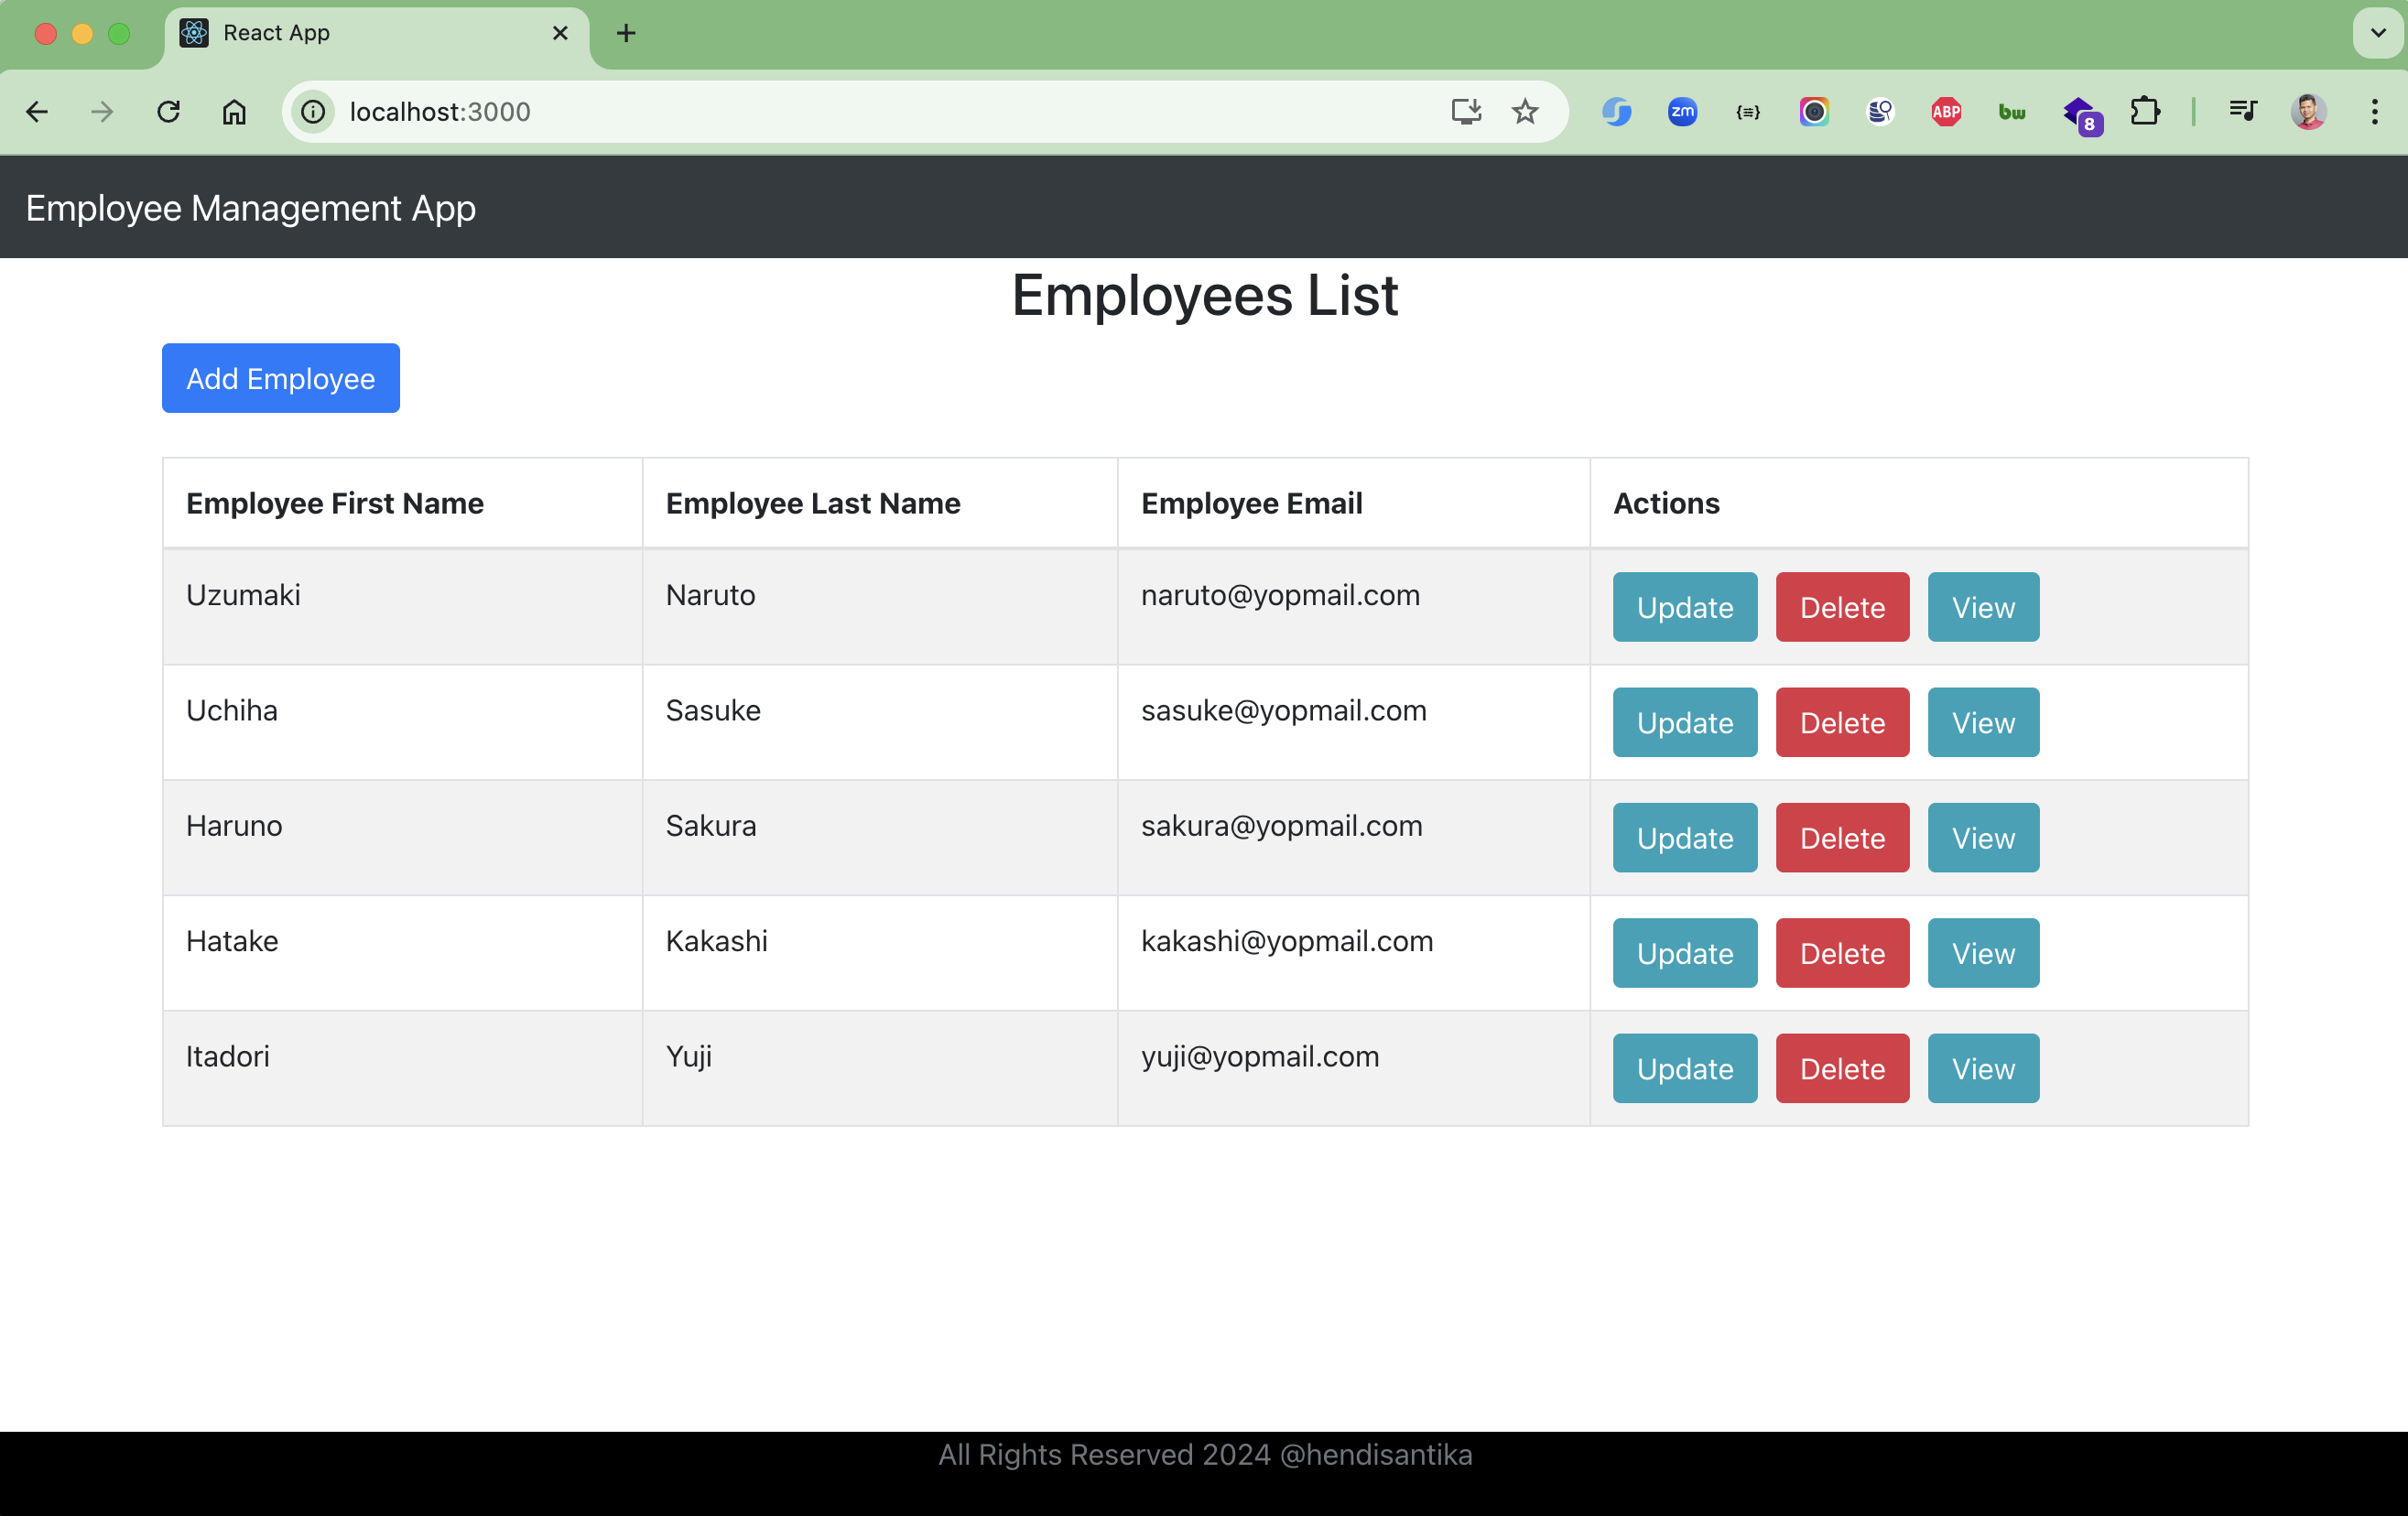 React App
localhost:3000
zm
{≡}
ABP
bw
8
Employee Management App
Employees List
Add Employee
Employee First Name Employee Last Name Employee Email Actions
Uzumaki Naruto naruto@yopmail.com Update Delete View
Uchiha Sasuke sasuke@yopmail.com Update Delete View
Haruno Sakura sakura@yopmail.com Update Delete View
Hatake Kakashi kakashi@yopmail.com Update Delete View
Itadori Yuji yuji@yopmail.com Update Delete View
All Rights Reserved 2024 @hendisantika